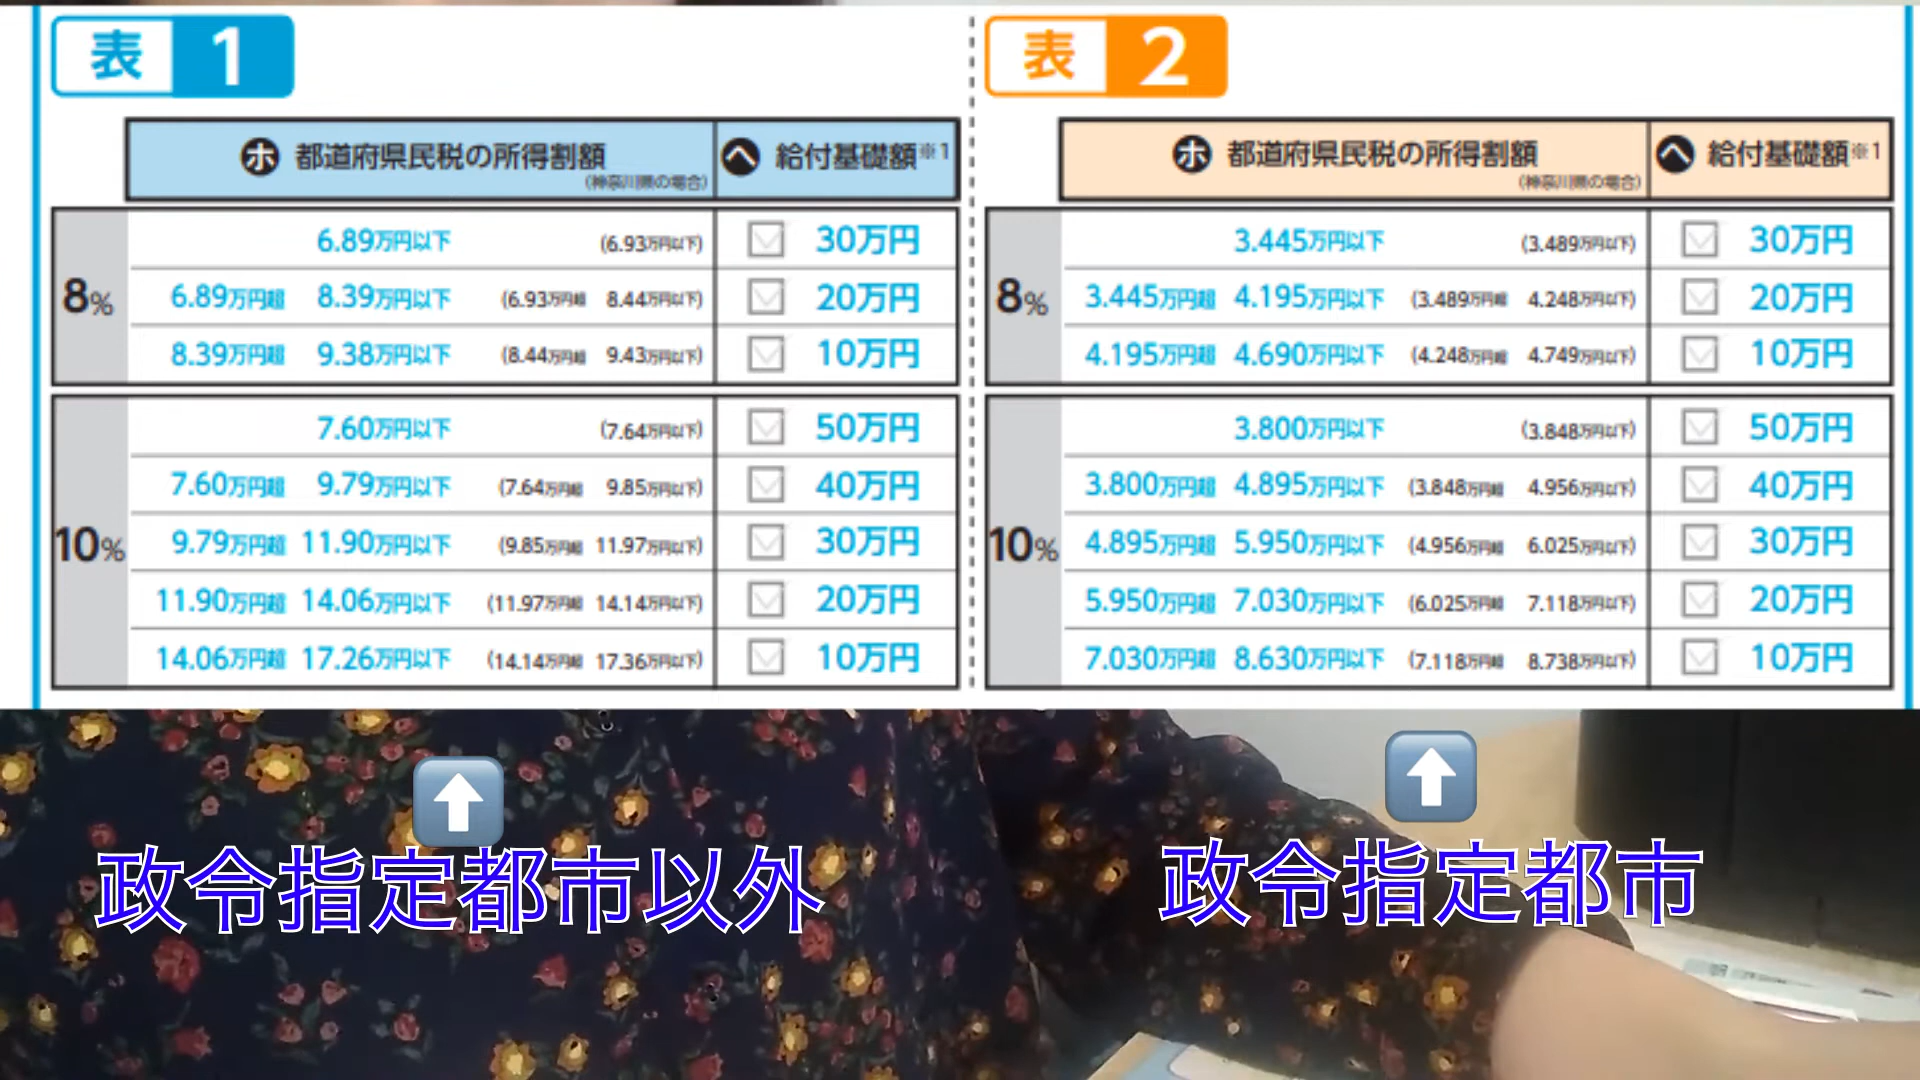 表 1
ホ 都道府県民税の所得割額 (神奈川県の場合) ヘ 給付基礎額※1
8%
6.89万円以下 (6.93万円以下) 30万円
6.89万円超 8.39万円以下 (6.93万円超 8.44万円以下) 20万円
8.39万円超 9.38万円以下 (8.44万円超 9.43万円以下) 10万円
10%
7.60万円以下 (7.64万円以下) 50万円
7.60万円超 9.79万円以下 (7.64万円超 9.85万円以下) 40万円
9.79万円超 11.90万円以下 (9.85万円超 11.97万円以下) 30万円
11.90万円超 14.06万円以下 (11.97万円超 14.14万円以下) 20万円
14.06万円超 17.26万円以下 (14.14万円超 17.36万円以下) 10万円
表 2
ホ 都道府県民税の所得割額 (神奈川県の場合) ヘ 給付基礎額※1
8%
3.445万円以下 (3.489万円以下) 30万円
3.445万円超 4.195万円以下 (3.489万円超 4.248万円以下) 20万円
4.195万円超 4.690万円以下 (4.248万円超 4.749万円以下) 10万円
10%
3.800万円以下 (3.848万円以下) 50万円
3.800万円超 4.895万円以下 (3.848万円超 4.956万円以下) 40万円
4.895万円超 5.950万円以下 (4.956万円超 6.025万円以下) 30万円
5.950万円超 7.030万円以下 (6.025万円超 7.118万円以下) 20万円
7.030万円超 8.630万円以下 (7.118万円超 8.738万円以下) 10万円
政令指定都市以外
政令指定都市